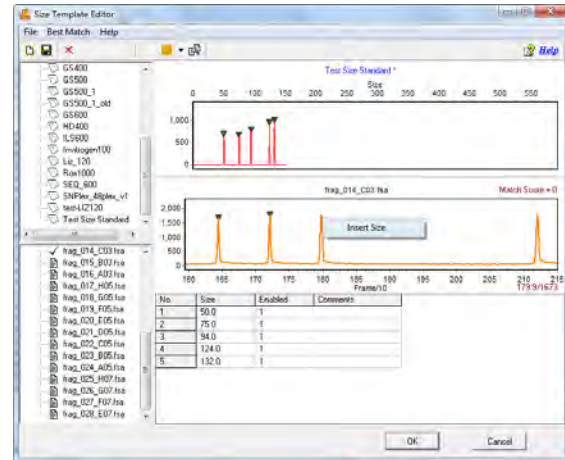 Size Template Editor
File Best Match Help
Help
GS400
GS500
GS500_1
GS500_1_old
GS600
HD400
ILS600
Invitrogen100
Liz_120
Rox1000
SEQ_600
SNPlex_48plex_v1
test-LIZ120
Test Size Standard
Test Size Standard *
Size
0 50 100 150 200 250 300 350 400 450 500 550
1,000
500
0
frag_014_C03.fsa
Match Score = 0
2,000
1,500
1,000
500
0
Insert Size
160 165 170 175 180 185 190 195 200 205 210 215
Frame/10
179.9/1673
frag_014_C03.fsa
frag_015_B03.fsa
frag_016_A03.fsa
frag_017_H05.fsa
frag_018_G05.fsa
frag_019_F05.fsa
frag_020_E05.fsa
frag_021_D05.fsa
frag_022_C05.fsa
frag_023_B05.fsa
frag_024_A05.fsa
frag_025_H07.fsa
frag_026_G07.fsa
frag_027_F07.fsa
frag_028_E07.fsa
No. Size Enabled Comments
1 50.0 1
2 75.0 1
3 94.0 1
4 124.0 1
5 132.0 1
OK Cancel